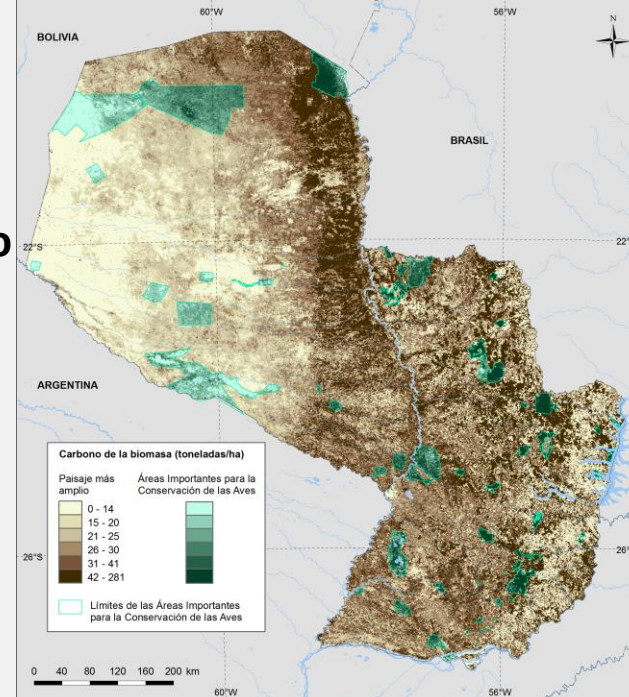 60°W
56°W
N
BOLIVIA
BRASIL
o
22°S
22°
ARGENTINA
Carbono de la biomasa (toneladas/ha)
Paisaje más
amplio
Áreas Importantes para la
Conservación de las Aves
0 - 14
15 - 20
21 - 25
26 - 30
31 - 41
42 - 281
Límites de las Áreas Importantes
para la Conservación de las Aves
26°S
26°
0 40 80 120 160 200 km
60°W
56°W